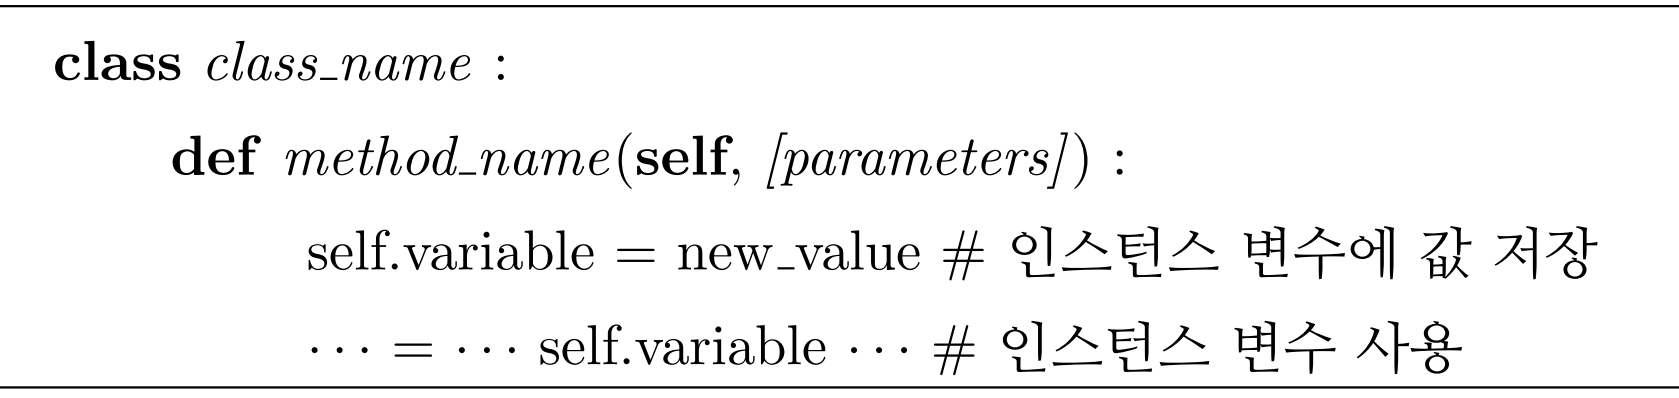 class class_name :
def method_name(self, [parameters]) :
self.variable = new_value # 인스턴스 변수에 값 저장
··· = ··· self.variable ··· # 인스턴스 변수 사용